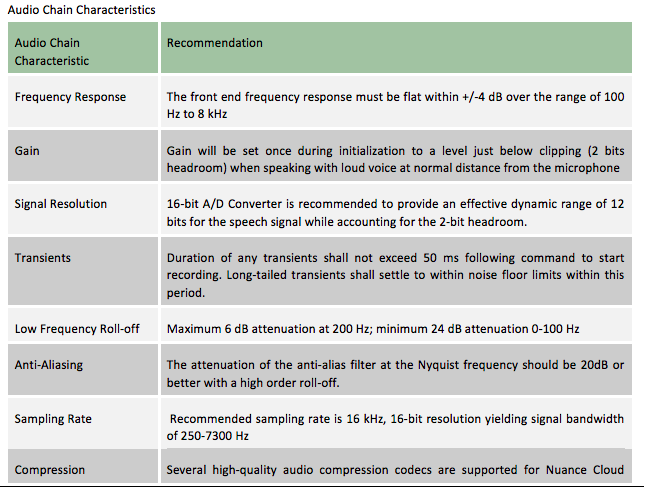 Audio Chain Characteristics
Audio Chain
Characteristic
Recommendation
Frequency Response
The front end frequency response must be flat within +/-4 dB over the range of 100
Hz to 8 kHz
Gain
Gain will be set once during initialization to a level just below clipping (2 bits
headroom) when speaking with loud voice at normal distance from the microphone
Signal Resolution
16-bit A/D Converter is recommended to provide an effective dynamic range of 12
bits for the speech signal while accounting for the 2-bit headroom.
Transients
Duration of any transients shall not exceed 50 ms following command to start
recording. Long-tailed transients shall settle to within noise floor limits within this
period.
Low Frequency Roll-off
Maximum 6 dB attenuation at 200 Hz; minimum 24 dB attenuation 0-100 Hz
Anti-Aliasing
The attenuation of the anti-alias filter at the Nyquist frequency should be 20dB or
better with a high order roll-off.
Sampling Rate
Recommended sampling rate is 16 kHz, 16-bit resolution yielding signal bandwidth
of 250-7300 Hz
Compression
Several high-quality audio compression codecs are supported for Nuance Cloud